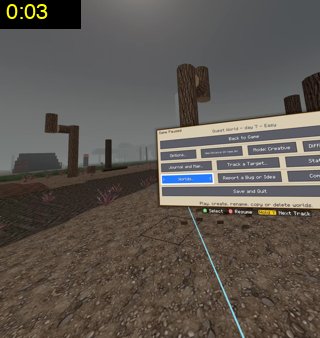 0:03
Game Paused
Quest World - day 7 - Easy
Back to Game
Options...
Mode: Creative
Journal and Map...
Track a Target...
Worlds...
Report a Bug or Idea
Save and Quit
Play, create, rename, copy or delete worlds.
Select
Resume
Next Track